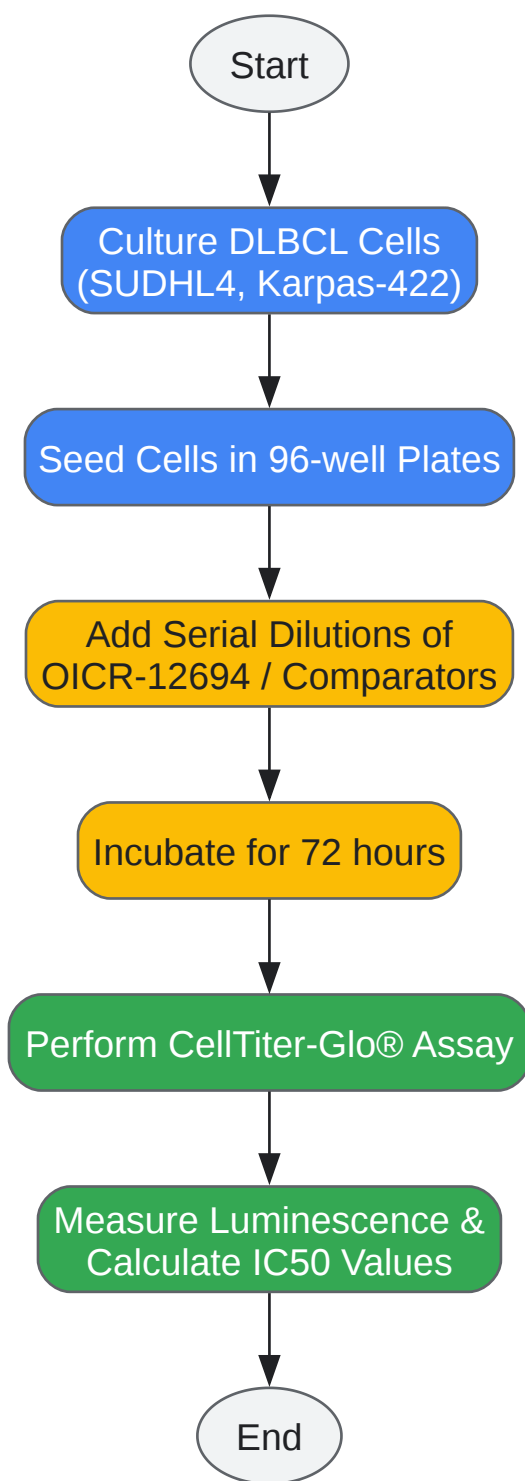 Start
Culture DLBCL Cells
(SUDHL4, Karpas-422)
Seed Cells in 96-well Plates
Add Serial Dilutions of
OICR-12694 / Comparators
Incubate for 72 hours
Perform CellTiter-Glo® Assay
Measure Luminescence &
Calculate IC50 Values
End